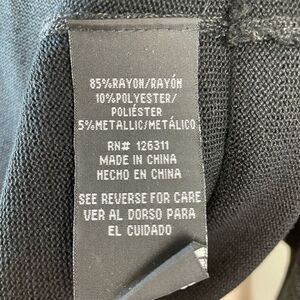 85%RAYON/RAYÓN
10%POLYESTER/
POLIÉSTER
5%METALLIC/METÁLICO
RN# 126311
MADE IN CHINA
HECHO EN CHINA
SEE REVERSE FOR CARE
VER AL DORSO PARA
EL CUIDADO